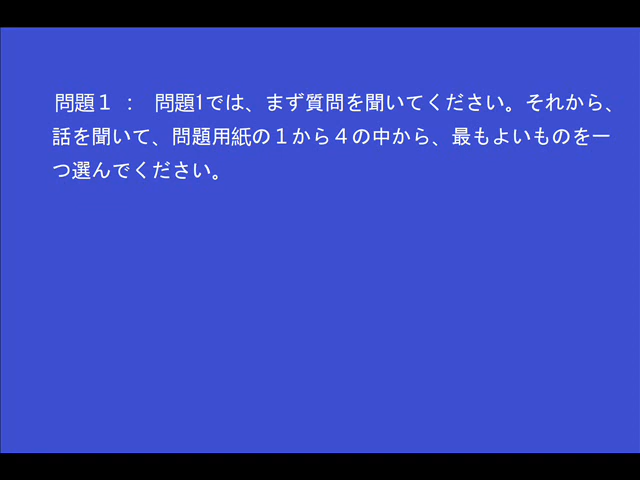 問題１ ： 問題1では、まず質問を聞いてください。それから、
話を聞いて、問題用紙の１から４の中から、最もよいものを一
つ選んでください。